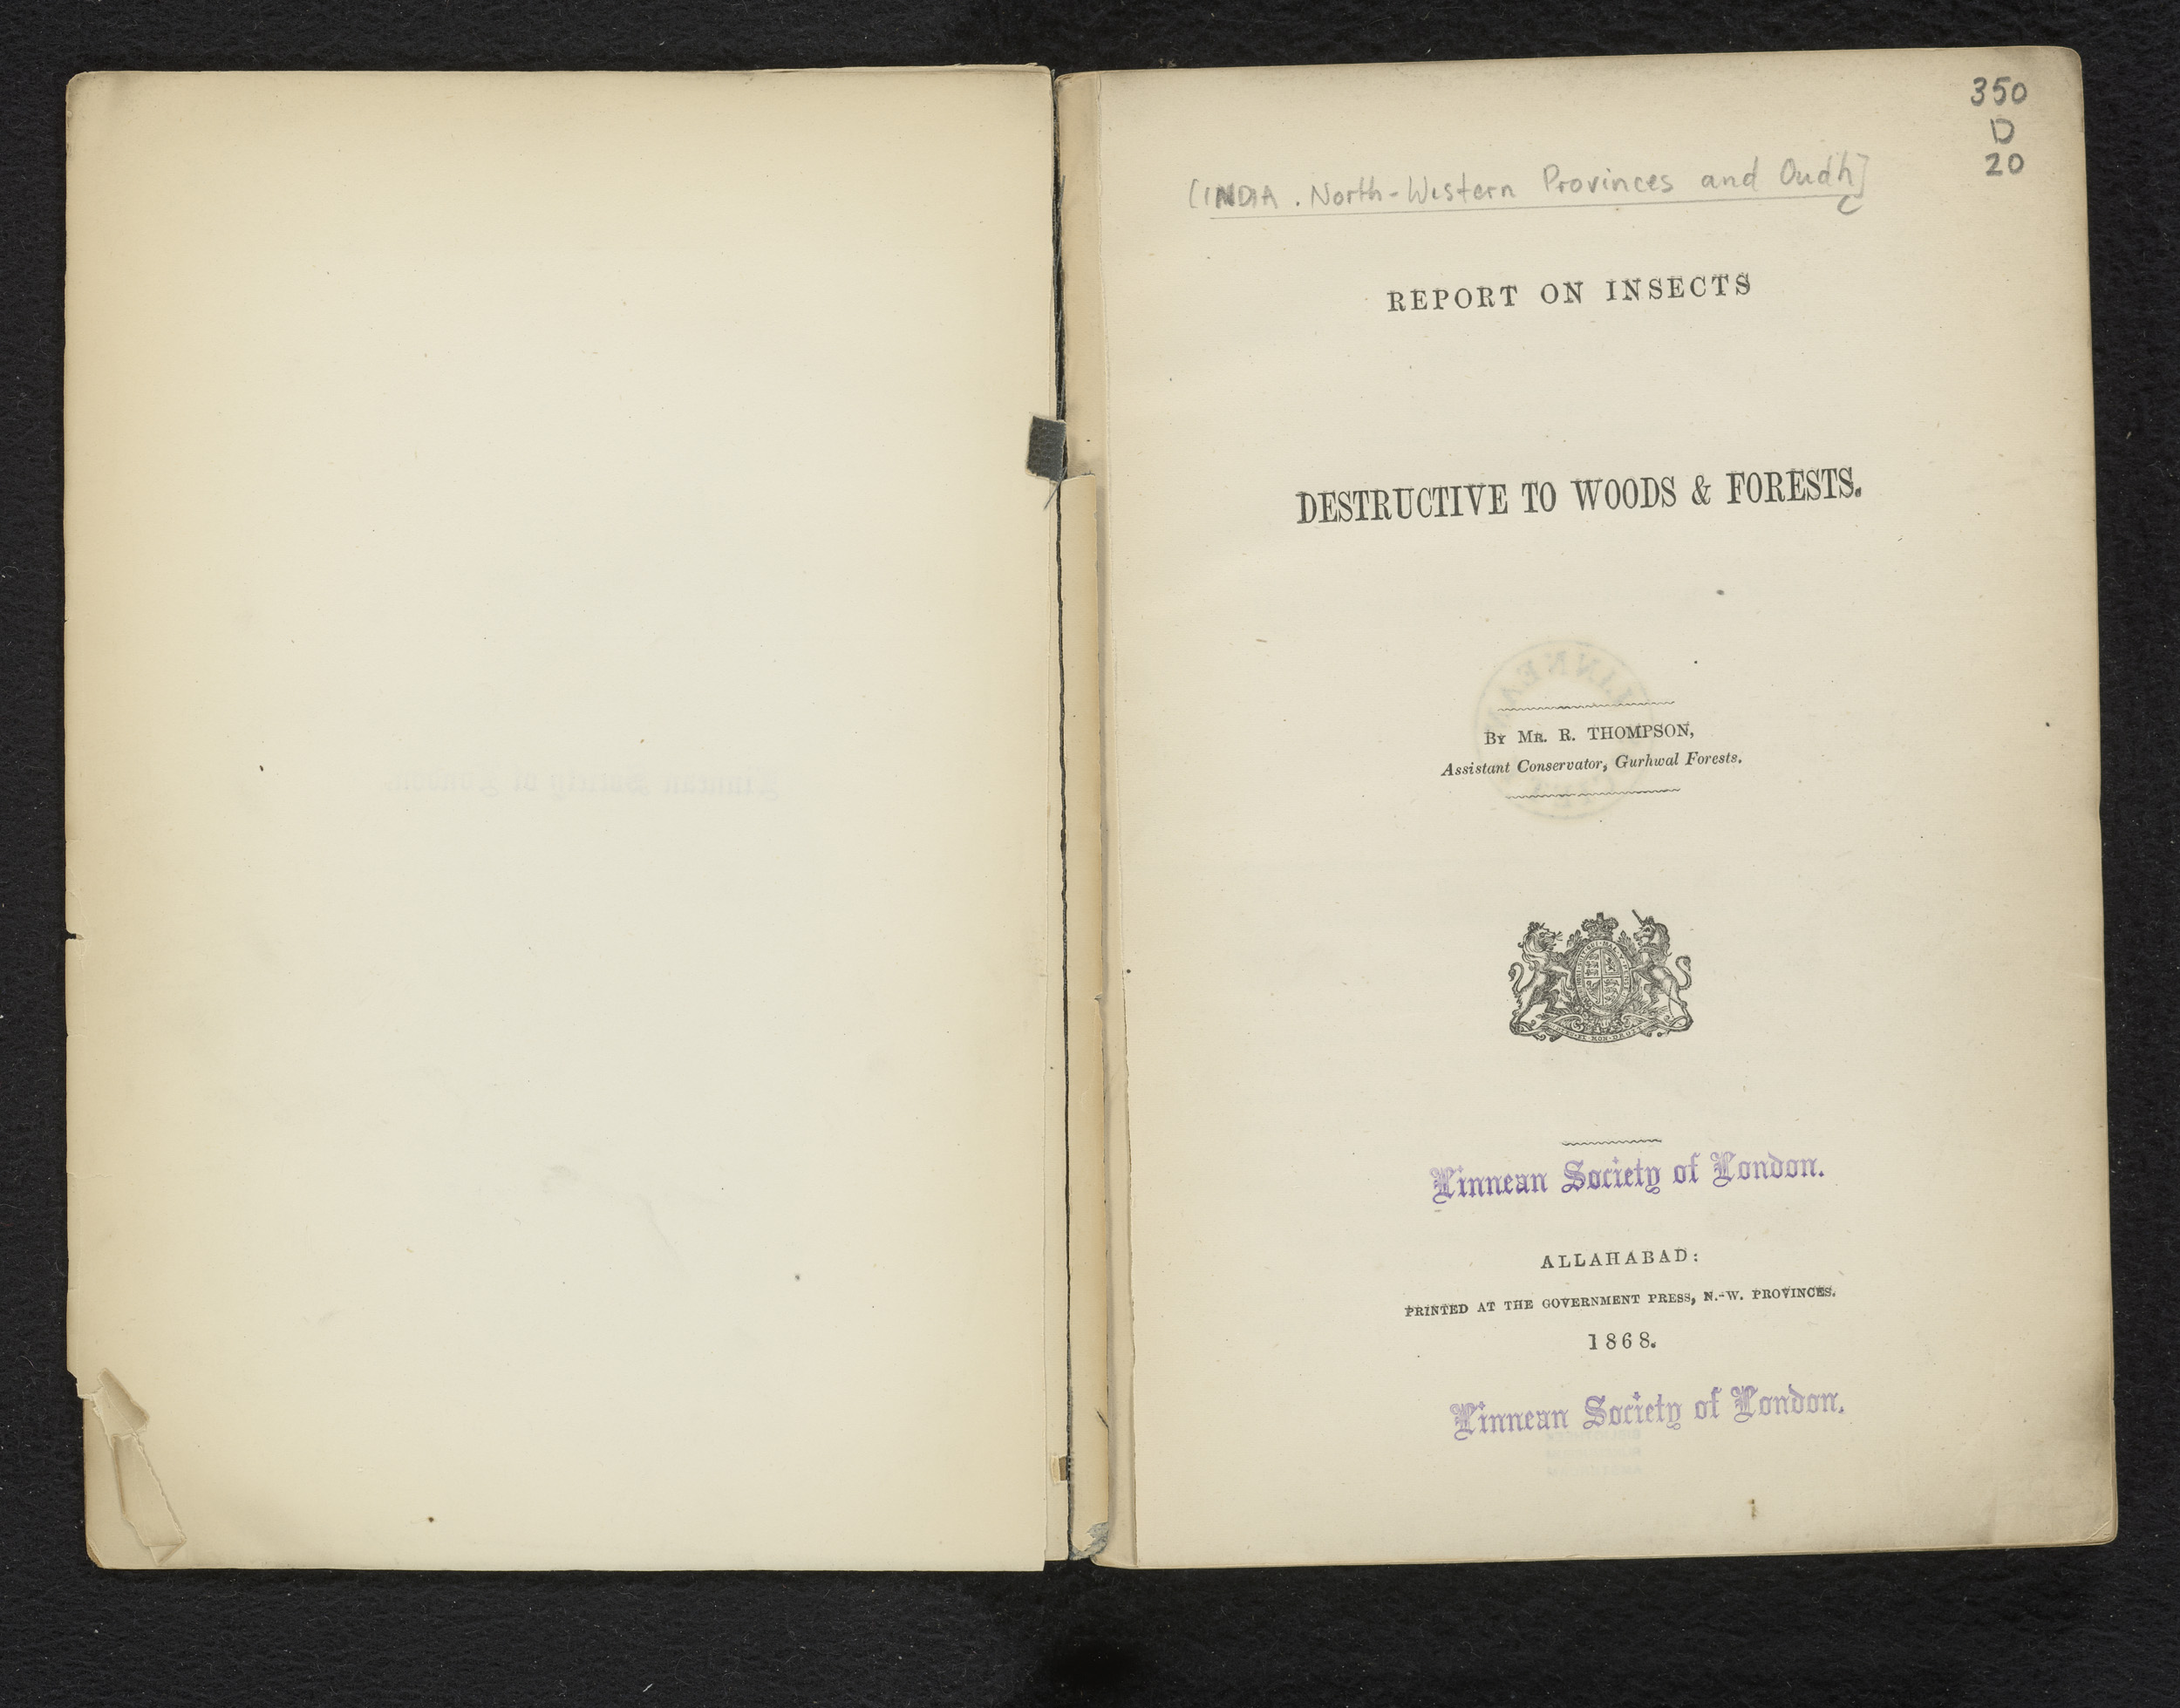 350
D
20
[INDIA. North-Western Provinces and Oudh]
REPORT ON INSECTS
DESTRUCTIVE TO WOODS & FORESTS.
LINNEAN
By Mr. R. THOMPSON,
Assistant Conservator, Gurhwal Forests.
Linnean Society of London.
ALLAHABAD:
PRINTED AT THE GOVERNMENT PRESS, N.-W. PROVINCES.
1868.
Linnean Society of London.